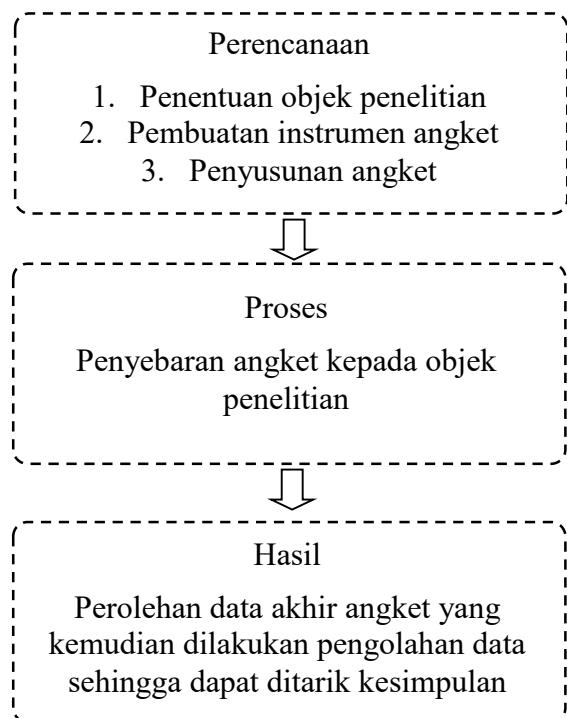 Perencanaan
1. Penentuan objek penelitian
2. Pembuatan instrumen angket
3. Penyusunan angket
Proses
Penyebaran angket kepada objek
penelitian
Hasil
Perolehan data akhir angket yang
kemudian dilakukan pengolahan data
sehingga dapat ditarik kesimpulan